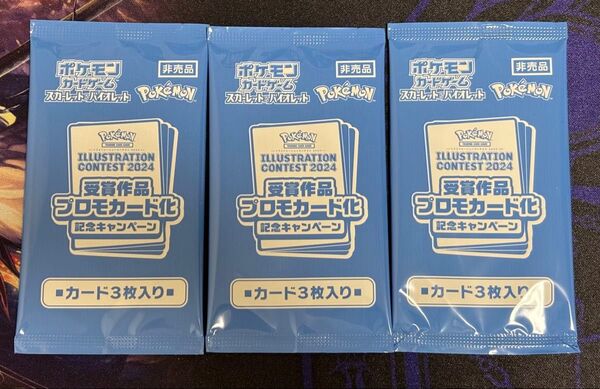 ポケモン
カードゲーム
スカーレット&バイオレット
非売品
Pokémon
Pokémon
TRADING CARD GAME
ILLUSTRATION
CONTEST 2024
受賞作品
プロモカード化
記念キャンペーン
■カード3枚入り■
ポケモン
カードゲーム
スカーレット&バイオレット
非売品
Pokémon
Pokémon
TRADING CARD GAME
ILLUSTRATION
CONTEST 2024
受賞作品
プロモカード化
記念キャンペーン
■カード3枚入り■
ポケモン
カードゲーム
スカーレット&バイオレット
非売品
Pokémon
Pokémon
TRADING CARD GAME
ILLUSTRATION
CONTEST 2024
受賞作品
プロモカード化
記念キャンペーン
■カード3枚入り■